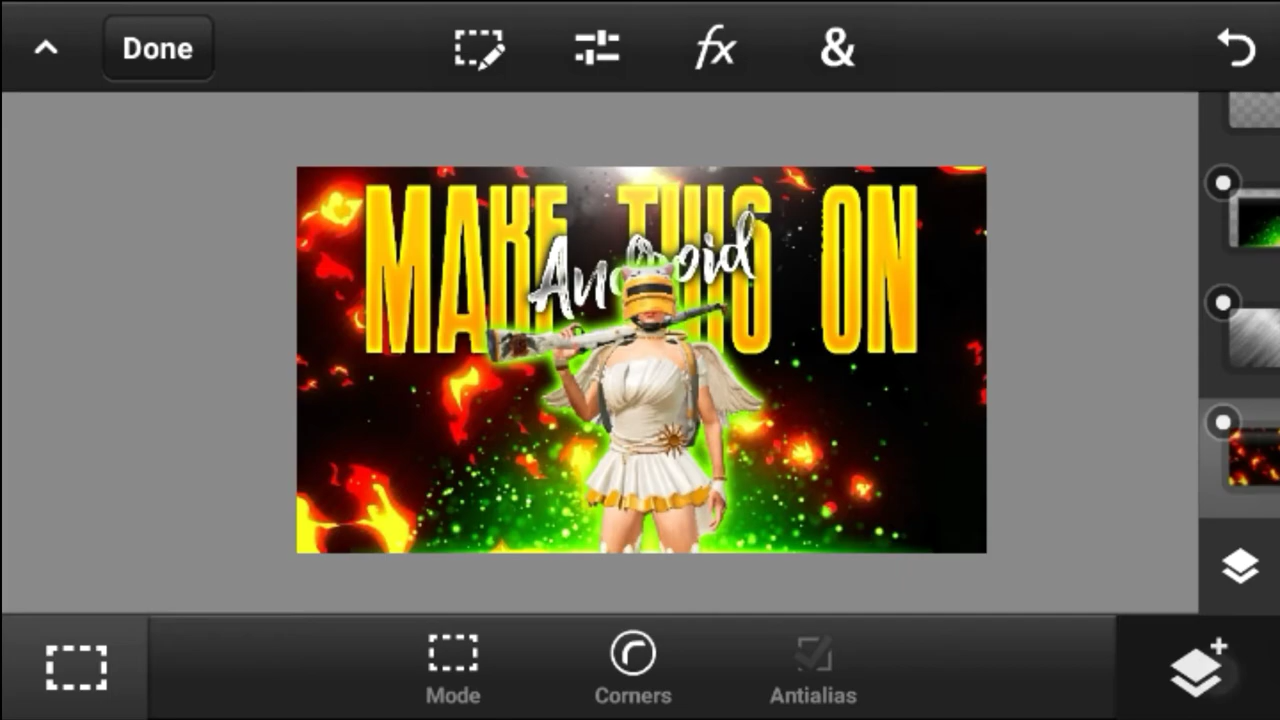 Done
fx
&
MAKE THIS ON
Android
Mode
Corners
Antialias